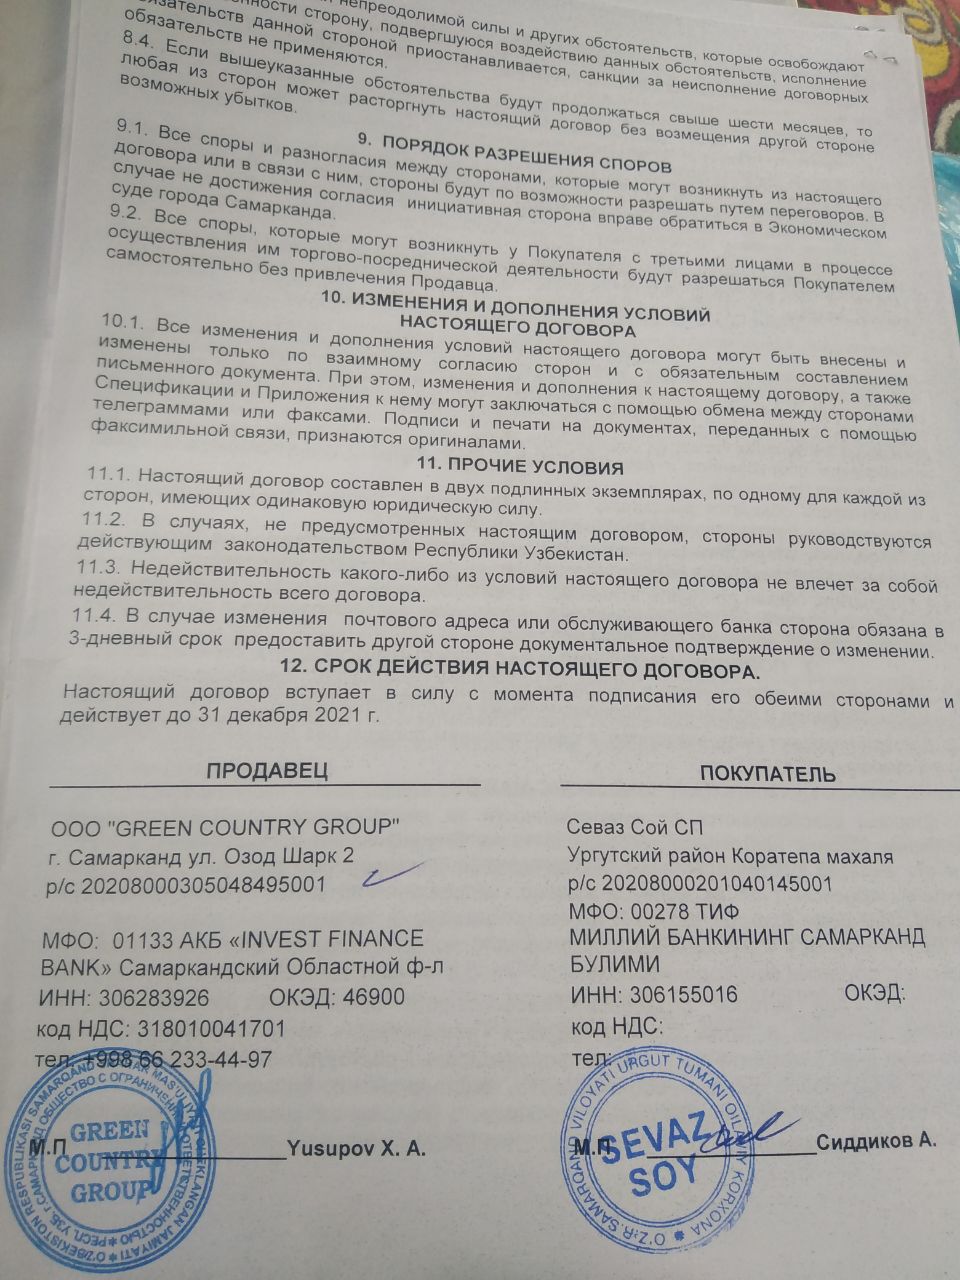 непреодолимой силы и других обстоятельств, которые освобождают
сторону, подвергшуюся воздействию данных обстоятельств, исполнение
обязательств данной стороной приостанавливается, санкции за неисполнение договорных
обязательств не применяются.
8.4. Если вышеуказанные обстоятельства будут продолжаться свыше шести месяцев, то
любая из сторон может расторгнуть настоящий договор без возмещения другой стороне
возможных убытков.
9. ПОРЯДОК РАЗРЕШЕНИЯ СПОРОВ
9.1. Все споры и разногласия между сторонами, которые могут возникнуть из настоящего
договора или в связи с ним, стороны будут по возможности разрешать путем переговоров. В
случае не достижения согласия инициативная сторона вправе обратиться в Экономическом
суде города Самарканда.
9.2. Все споры, которые могут возникнуть у Покупателя с третьими лицами в процессе
осуществления им торгово-посреднической деятельности будут разрешаться Покупателем
самостоятельно без привлечения Продавца.
10. ИЗМЕНЕНИЯ И ДОПОЛНЕНИЯ УСЛОВИЙ
НАСТОЯЩЕГО ДОГОВОРА
10.1. Все изменения и дополнения условий настоящего договора могут быть внесены и
изменены только по взаимному согласию сторон и с обязательным составлением
письменного документа. При этом, изменения и дополнения к настоящему договору, а также
Спецификации и Приложения к нему могут заключаться с помощью обмена между сторонами
телеграммами или факсами. Подписи и печати на документах, переданных с помощью
факсимильной связи, признаются оригиналами.
11. ПРОЧИЕ УСЛОВИЯ
11.1. Настоящий договор составлен в двух подлинных экземплярах, по одному для каждой из
сторон, имеющих одинаковую юридическую силу.
11.2. В случаях, не предусмотренных настоящим договором, стороны руководствуются
действующим законодательством Республики Узбекистан.
11.3. Недействительность какого-либо из условий настоящего договора не влечет за собой
недействительность всего договора.
11.4. В случае изменения почтового адреса или обслуживающего банка сторона обязана в
3-дневный срок предоставить другой стороне документальное подтверждение о изменении.
12. СРОК ДЕЙСТВИЯ НАСТОЯЩЕГО ДОГОВОРА.
Настоящий договор вступает в силу с момента подписания его обеими сторонами и
действует до 31 декабря 2021 г.
ПРОДАВЕЦ
ООО "GREEN COUNTRY GROUP"
г. Самарканд ул. Озод Шарк 2
р/с 20208000305048495001
МФО: 01133 АКБ «INVEST FINANCE
BANK» Самаркандский Областной ф-л
ИНН: 306283926 ОКЭД: 46900
код НДС: 318010041701
тел: +998 66 233-44-97
М.П Yusupov X. A.
GREEN
COUNTRY
GROUP
ПОКУПАТЕЛЬ
Севаз Сой СП
Ургутский район Коратепа махаля
р/с 20208000201040145001
МФО: 00278 ТИФ
МИЛЛИЙ БАНКИНИНГ САМАРКАНД
БУЛИМИ
ИНН: 306155016 ОКЭД:
код НДС:
тел:
М.П. Сиддиков А.
O'Z.R. SAMARQAND VILOYATI URGUT TUMANI OILAVIY KORXONA
SEVAZ
SOY